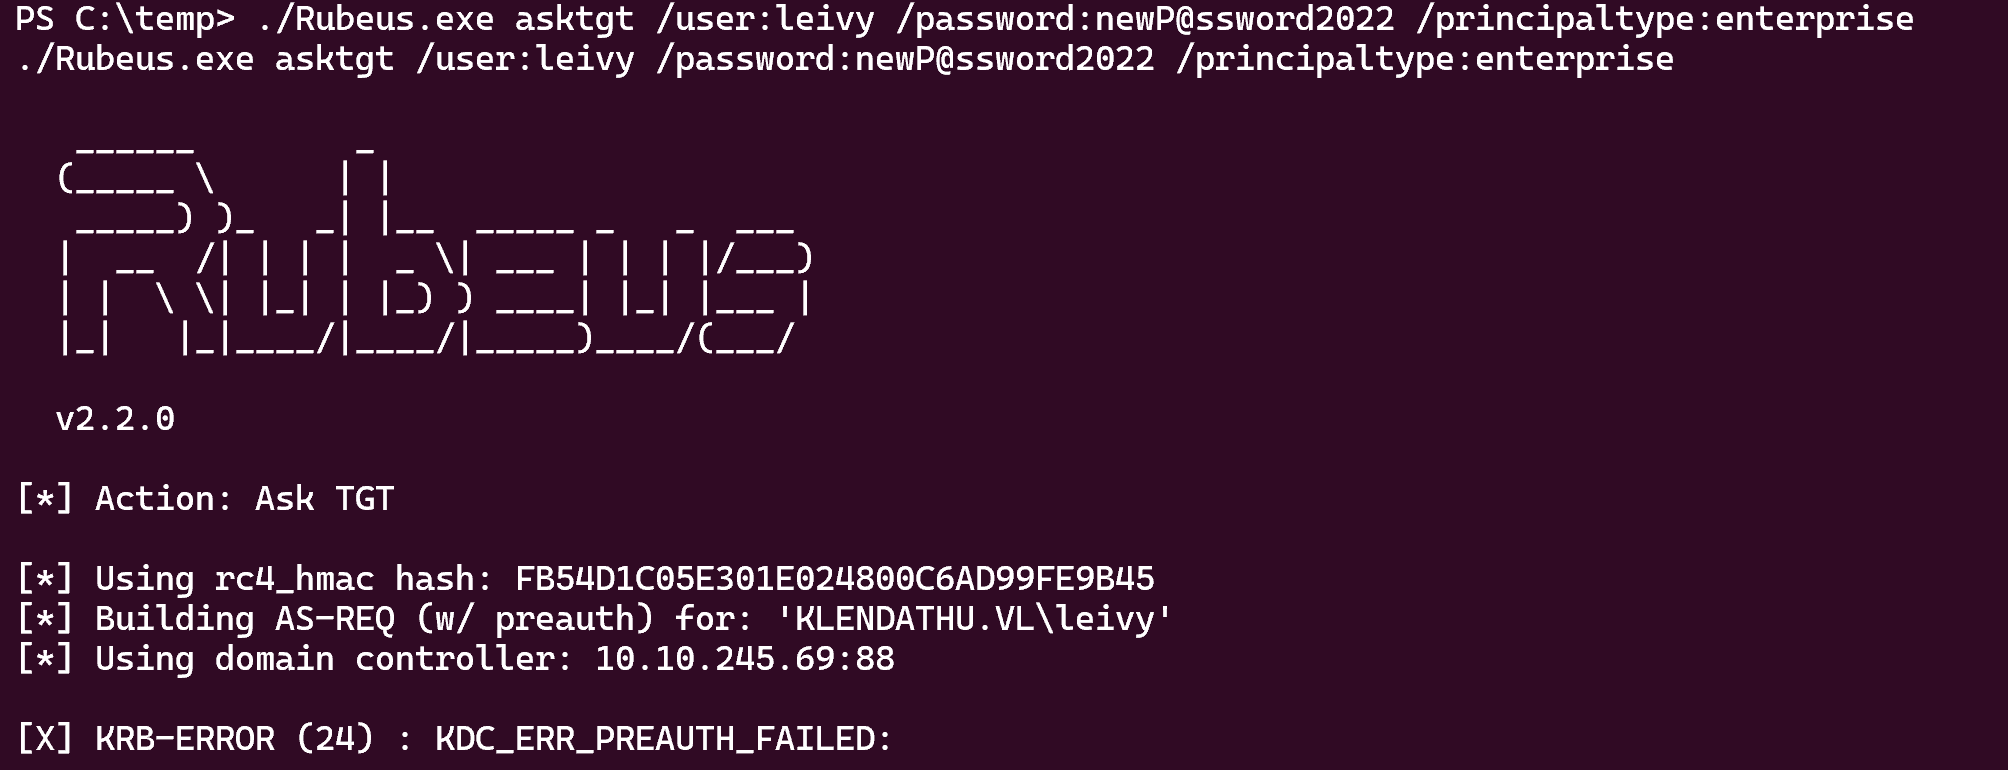 PS C:\temp> ./Rubeus.exe asktgt /user:leivy /password:newP@ssword2022 /principaltype:enterprise
./Rubeus.exe asktgt /user:leivy /password:newP@ssword2022 /principaltype:enterprise
   ______        _
  (_____ \      | |
   _____) )_   _| |__  _____ _   _  ___
  |  __  /| | | |  _ \| ___ | | | |/___)
  | |  \ \| |_| | |_) ) ____| |_| |___ |
  |_|   |_|____/|____/|_____)____/(___/
  v2.2.0
[*] Action: Ask TGT
[*] Using rc4_hmac hash: FB54D1C05E301E024800C6AD99FE9B45
[*] Building AS-REQ (w/ preauth) for: 'KLENDATHU.VL\leivy'
[*] Using domain controller: 10.10.245.69:88
[X] KRB-ERROR (24) : KDC_ERR_PREAUTH_FAILED: